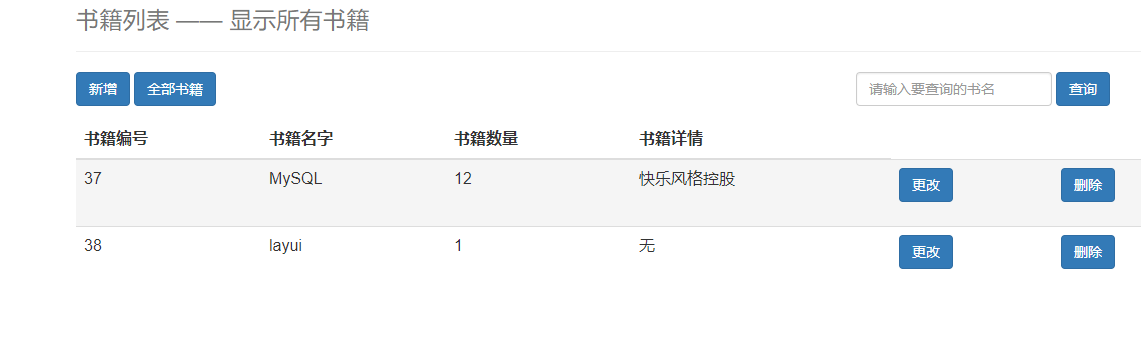 书籍列表 —— 显示所有书籍
新增 全部书籍 请输入要查询的书名 查询
书籍编号 书籍名字 书籍数量 书籍详情
37 MySQL 12 快乐风格控股 更改 删除
38 layui 1 无 更改 删除